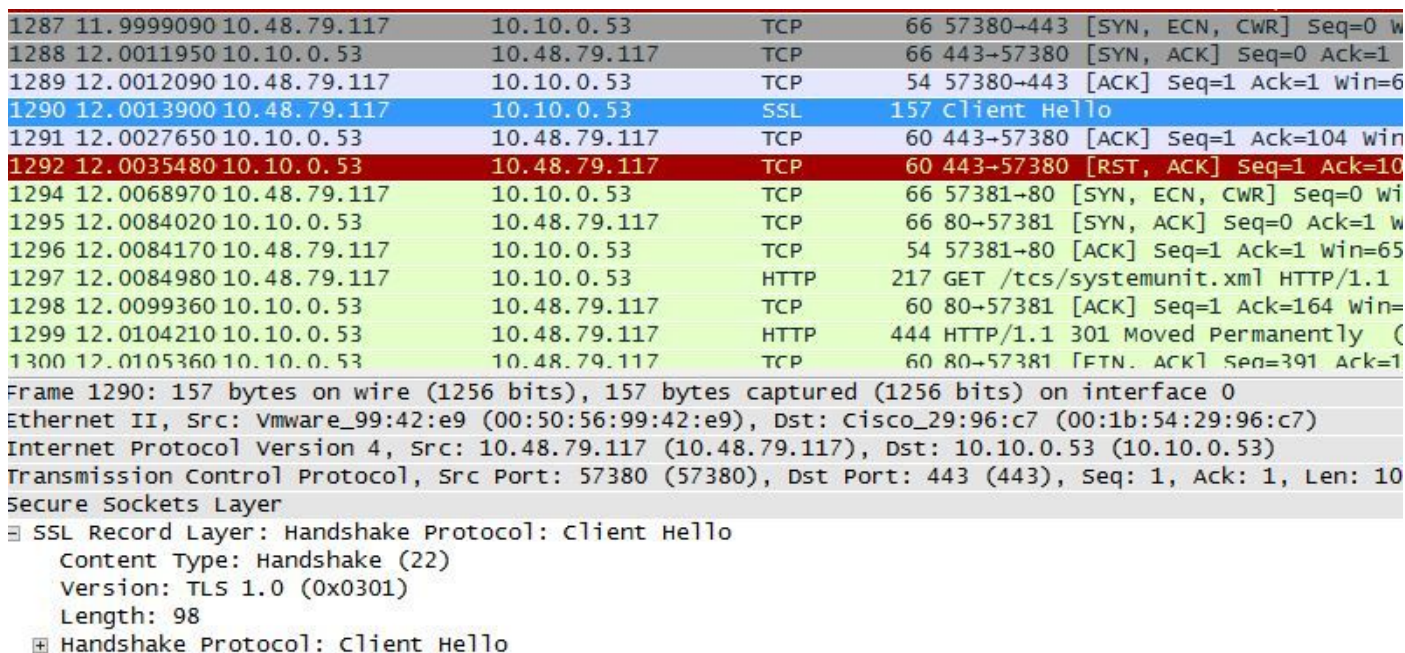 1287 11.9999090 10.48.79.117 10.10.0.53 TCP 66 57380→443 [SYN, ECN, CWR] Seq=0 W
1288 12.0011950 10.10.0.53 10.48.79.117 TCP 66 443→57380 [SYN, ACK] Seq=0 Ack=1
1289 12.0012090 10.48.79.117 10.10.0.53 TCP 54 57380→443 [ACK] Seq=1 Ack=1 Win=6
1290 12.0013900 10.48.79.117 10.10.0.53 SSL 157 Client Hello
1291 12.0027650 10.10.0.53 10.48.79.117 TCP 60 443→57380 [ACK] Seq=1 Ack=104 Win
1292 12.0035480 10.10.0.53 10.48.79.117 TCP 60 443→57380 [RST, ACK] Seq=1 Ack=10
1294 12.0068970 10.48.79.117 10.10.0.53 TCP 66 57381→80 [SYN, ECN, CWR] Seq=0 Wi
1295 12.0084020 10.10.0.53 10.48.79.117 TCP 66 80→57381 [SYN, ACK] Seq=0 Ack=1 W
1296 12.0084170 10.48.79.117 10.10.0.53 TCP 54 57381→80 [ACK] Seq=1 Ack=1 Win=65
1297 12.0084980 10.48.79.117 10.10.0.53 HTTP 217 GET /tcs/systemunit.xml HTTP/1.1
1298 12.0099360 10.10.0.53 10.48.79.117 TCP 60 80→57381 [ACK] Seq=1 Ack=164 Win=
1299 12.0104210 10.10.0.53 10.48.79.117 HTTP 444 HTTP/1.1 301 Moved Permanently (
1300 12.0105360 10.10.0.53 10.48.79.117 TCP 60 80→57381 [FIN, ACK] Seq=391 Ack=1
Frame 1290: 157 bytes on wire (1256 bits), 157 bytes captured (1256 bits) on interface 0
Ethernet II, Src: Vmware_99:42:e9 (00:50:56:99:42:e9), Dst: Cisco_29:96:c7 (00:1b:54:29:96:c7)
Internet Protocol Version 4, Src: 10.48.79.117 (10.48.79.117), Dst: 10.10.0.53 (10.10.0.53)
Transmission Control Protocol, Src Port: 57380 (57380), Dst Port: 443 (443), Seq: 1, Ack: 1, Len: 10
Secure Sockets Layer
SSL Record Layer: Handshake Protocol: Client Hello
Content Type: Handshake (22)
Version: TLS 1.0 (0x0301)
Length: 98
Handshake Protocol: Client Hello